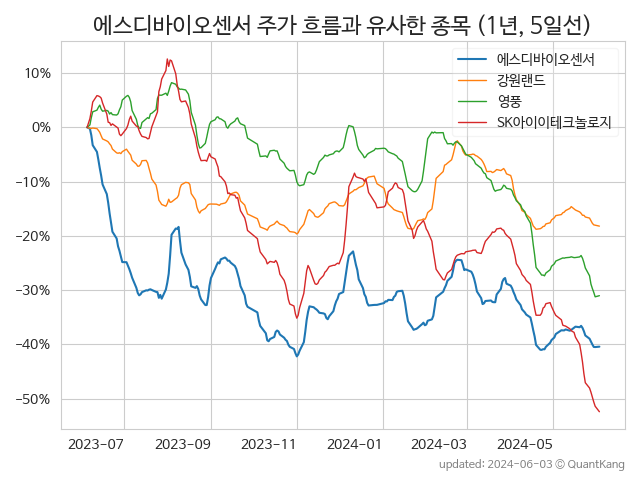 에스디바이오센서 주가 흐름과 유사한 종목 (1년, 5일선)
에스디바이오센서
강원랜드
영풍
SK아이이테크놀로지
10%
0%
−10%
−20%
−30%
−40%
−50%
2023-07 2023-09 2023-11 2024-01 2024-03 2024-05
updated: 2024-06-03 © QuantKang